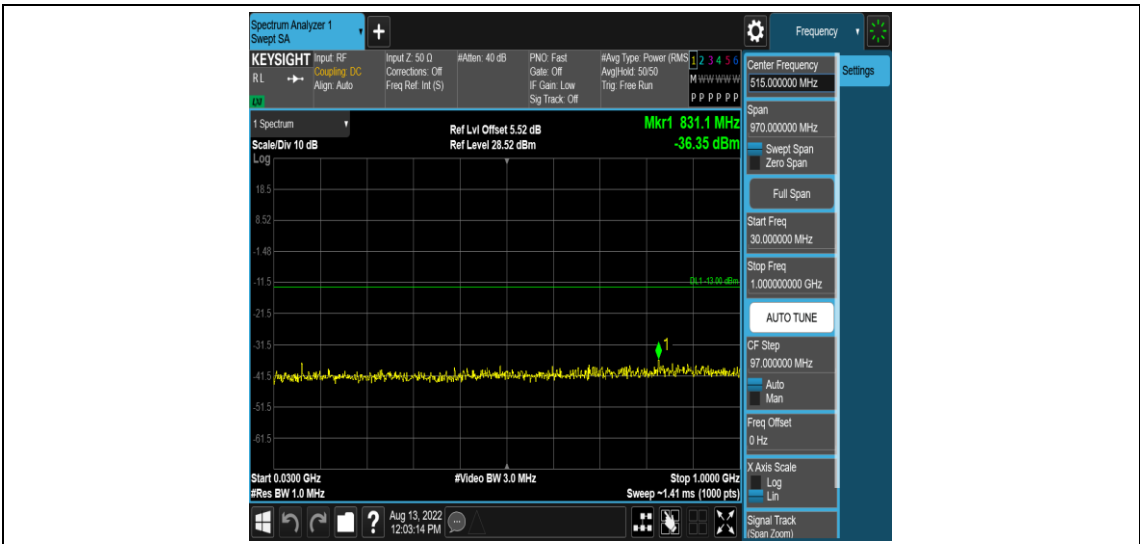 Spectrum Analyzer 1
Swept SA
Frequency
KEYSIGHT
RL
Input: RF
Coupling: DC
Align: Auto
Input Z: 50 Ω
Corrections: Off
Freq Ref: Int (S)
#Atten: 40 dB
PNO: Fast
Gate: Off
IF Gain: Low
Sig Track: Off
#Avg Type: Power (RMS
Avg|Hold: 50/50
Trig: Free Run
1 2 3 4 5 6
M W W W W W
P P P P P P
1 Spectrum
Scale/Div 10 dB
Log
Ref Lvl Offset 5.52 dB
Ref Level 28.52 dBm
Mkr1 831.1 MHz
-36.35 dBm
18.5
8.52
-1.48
-11.5
DL1 -13.00 dBm
-21.5
-31.5
1
-41.5
-51.5
-61.5
Start 0.0300 GHz
#Res BW 1.0 MHz
#Video BW 3.0 MHz
Stop 1.0000 GHz
Sweep ~1.41 ms (1000 pts)
Aug 13, 2022
12:03:14 PM
Center Frequency
515.000000 MHz
Settings
Span
970.000000 MHz
Swept Span
Zero Span
Full Span
Start Freq
30.000000 MHz
Stop Freq
1.000000000 GHz
AUTO TUNE
CF Step
97.000000 MHz
Auto
Man
Freq Offset
0 Hz
X Axis Scale
Log
Lin
Signal Track
(Span Zoom)